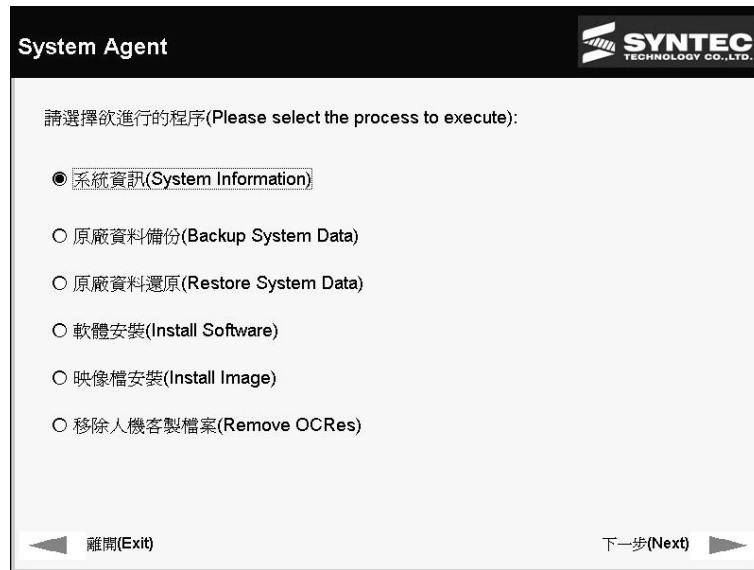 System Agent
SYNTEC
TECHNOLOGY CO.,LTD.
請選擇欲進行的程序(Please select the process to execute):
系統資訊(System Information)
原廠資料備份(Backup System Data)
原廠資料還原(Restore System Data)
軟體安裝(Install Software)
映像檔安裝(Install Image)
移除人機客製檔案(Remove OCRes)
離開(Exit)
下一步(Next)